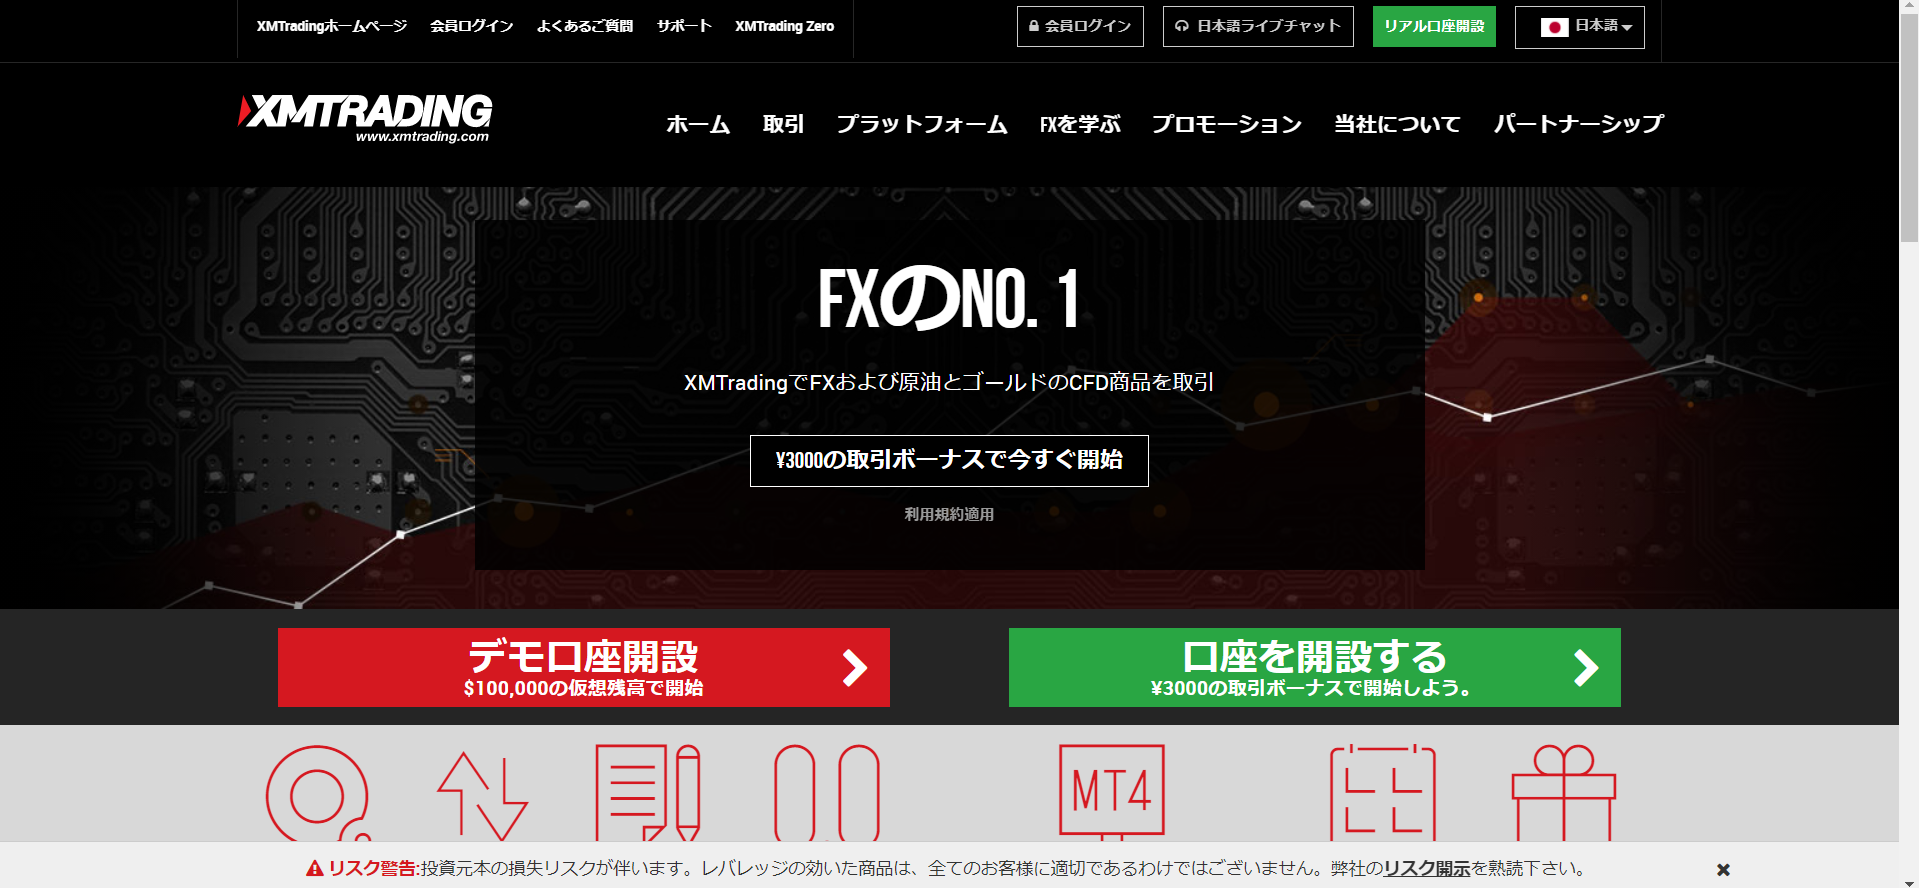 XMTradingホームページ 会員ログイン よくあるご質問 サポート XMTrading Zero 会員ログイン 日本語ライブチャット リアル口座開設 日本語
XMTRADING
www.xmtrading.com
ホーム 取引 プラットフォーム FXを学ぶ プロモーション 当社について パートナーシップ
FXのNO. 1
XMTradingでFXおよび原油とゴールドのCFD商品を取引
¥3000の取引ボーナスで今すぐ開始
利用規約適用
デモ口座開設
$100,000の仮想残高で開始
口座を開設する
¥3000の取引ボーナスで開始しよう。
MT4
リスク警告:投資元本の損失リスクが伴います。レバレッジの効いた商品は、全てのお客様に適切であるわけではございません。弊社のリスク開示を熟読下さい。